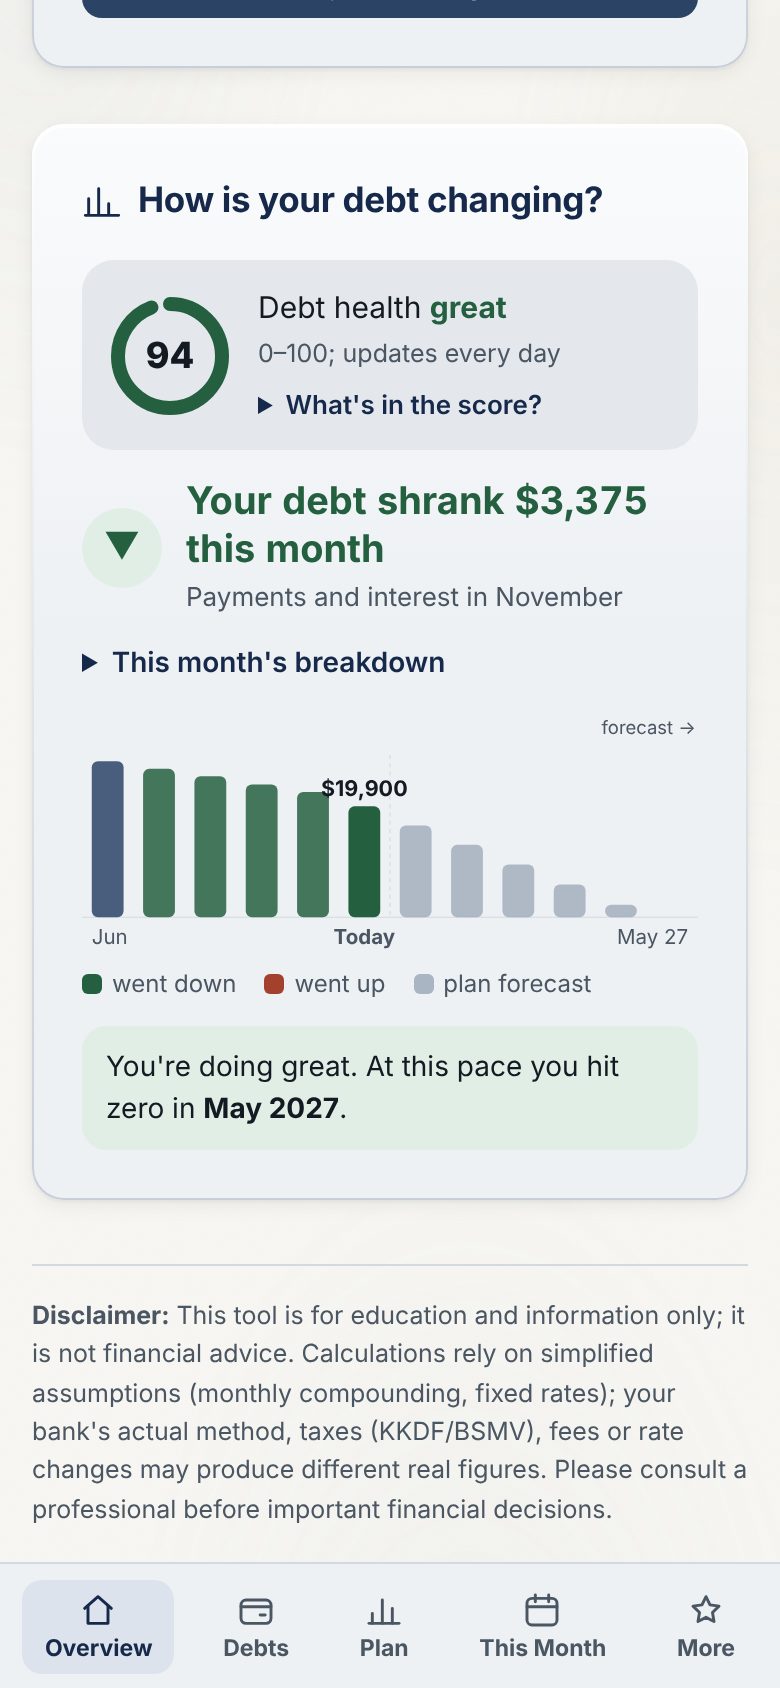 How is your debt changing?
94
Debt health great
0–100; updates every day
▶ What's in the score?
Your debt shrank $3,375
this month
Payments and interest in November
▶ This month's breakdown
forecast →
$19,900
Jun
Today
May 27
went down
went up
plan forecast
You're doing great. At this pace you hit
zero in May 2027.
Disclaimer: This tool is for education and information only; it
is not financial advice. Calculations rely on simplified
assumptions (monthly compounding, fixed rates); your
bank's actual method, taxes (KKDF/BSMV), fees or rate
changes may produce different real figures. Please consult a
professional before important financial decisions.
Overview
Debts
Plan
This Month
More